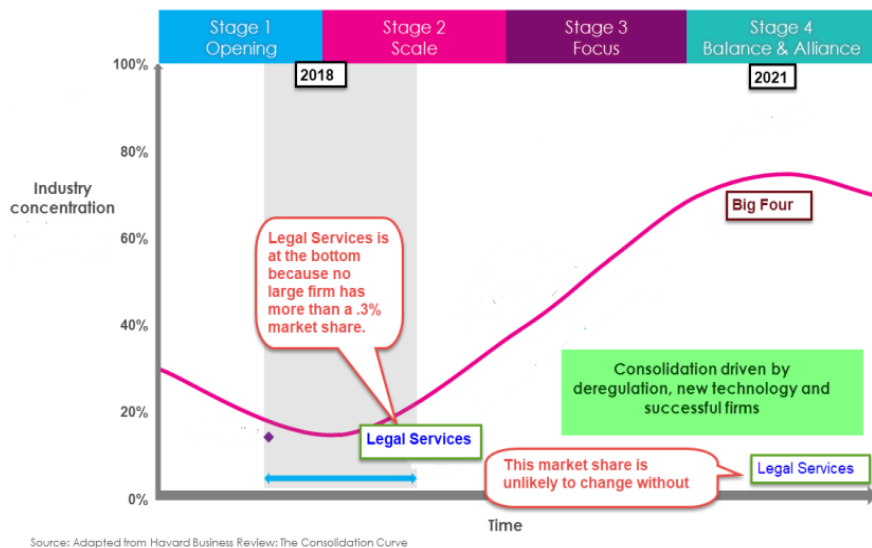 Stage 1
Opening
Stage 2
Scale
Stage 3
Focus
Stage 4
Balance & Alliance
2018
2021
100%
80%
60%
40%
20%
0%
Industry
concentration
Big Four
Legal Services is
at the bottom
because no
large firm has
more than a .3%
market share.
Consolidation driven by
deregulation, new technology and
successful firms
Legal Services
This market share is
unlikely to change without
Legal Services
Time
Source: Adapted from Havard Business Review: The Consolidation Curve